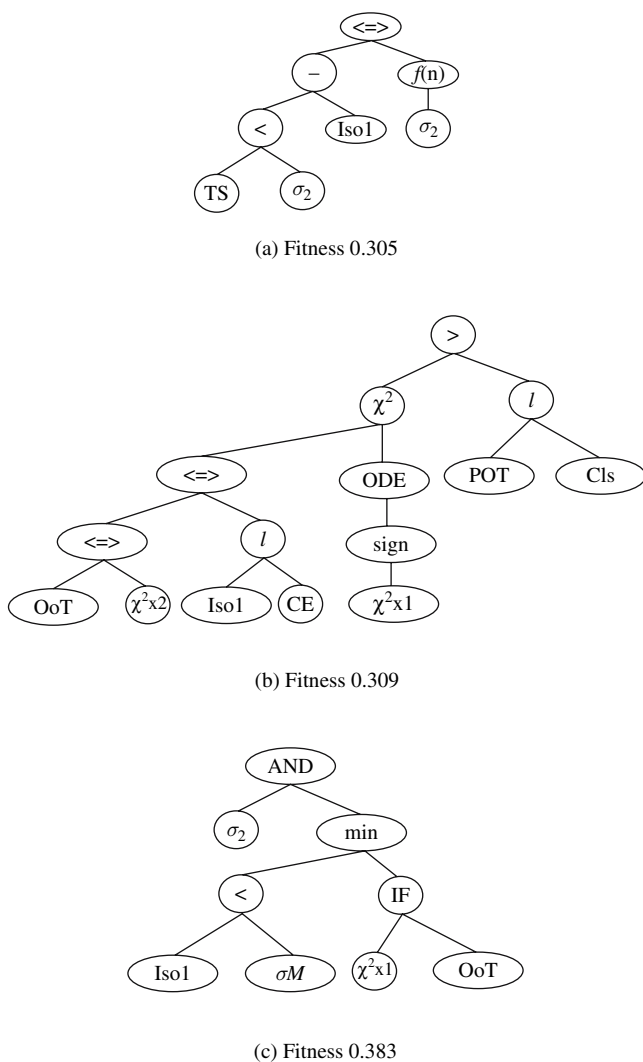 <=>
− f(n)
< Iso1 σ₂
TS σ₂
(a) Fitness 0.305
>
χ² l
<=> ODE POT Cls
<=> l sign
OoT χ²x2 Iso1 CE χ²x1
(b) Fitness 0.309
AND
σ₂ min
< IF
Iso1 σM χ²x1 OoT
(c) Fitness 0.383